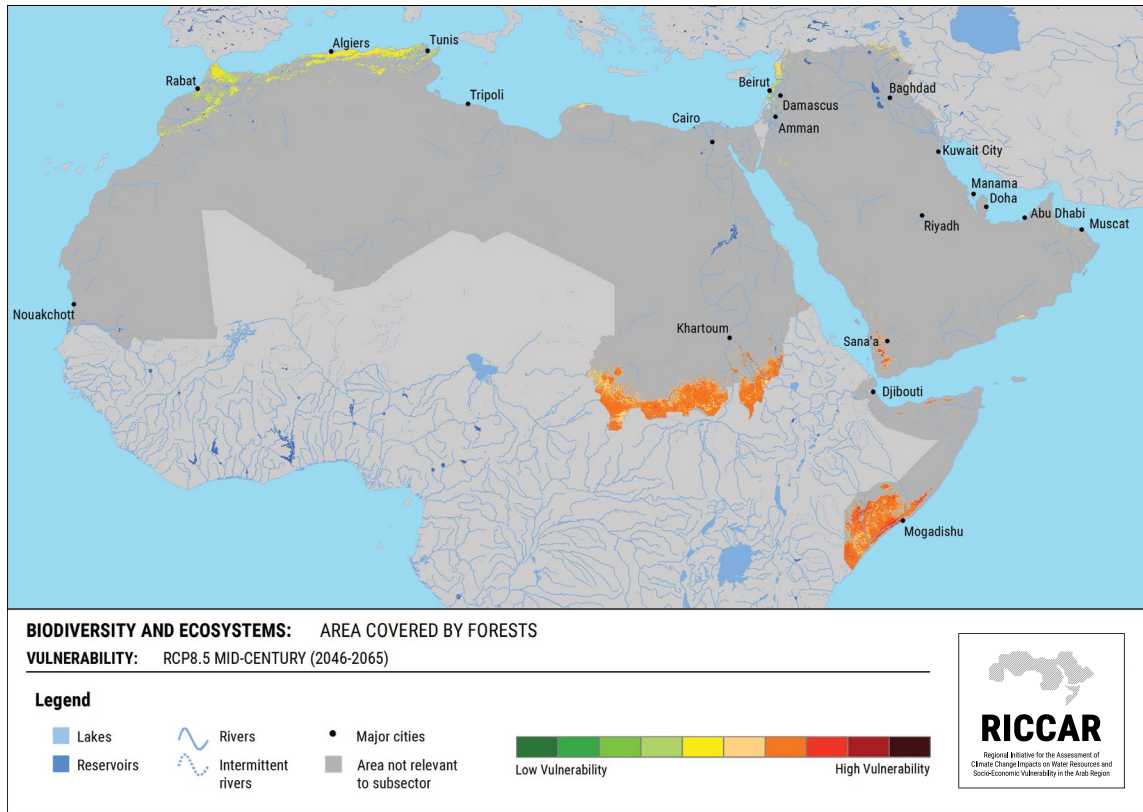 Algiers
Tunis
Rabat
Tripoli
Beirut
Baghdad
Damascus
Cairo
Amman
Kuwait City
Manama
Doha
Abu Dhabi
Riyadh
Muscat
Nouakchott
Khartoum
Sana'a
Djibouti
Mogadishu
BIODIVERSITY AND ECOSYSTEMS: AREA COVERED BY FORESTS
VULNERABILITY: RCP8.5 MID-CENTURY (2046-2065)
Legend
Lakes
Reservoirs
Rivers
Intermittent
rivers
Major cities
Area not relevant
to subsector
Low Vulnerability
High Vulnerability
RICCAR
Regional Initiative for the Assessment of
Climate Change Impacts on Water Resources and
Socio-Economic Vulnerability in the Arab Region